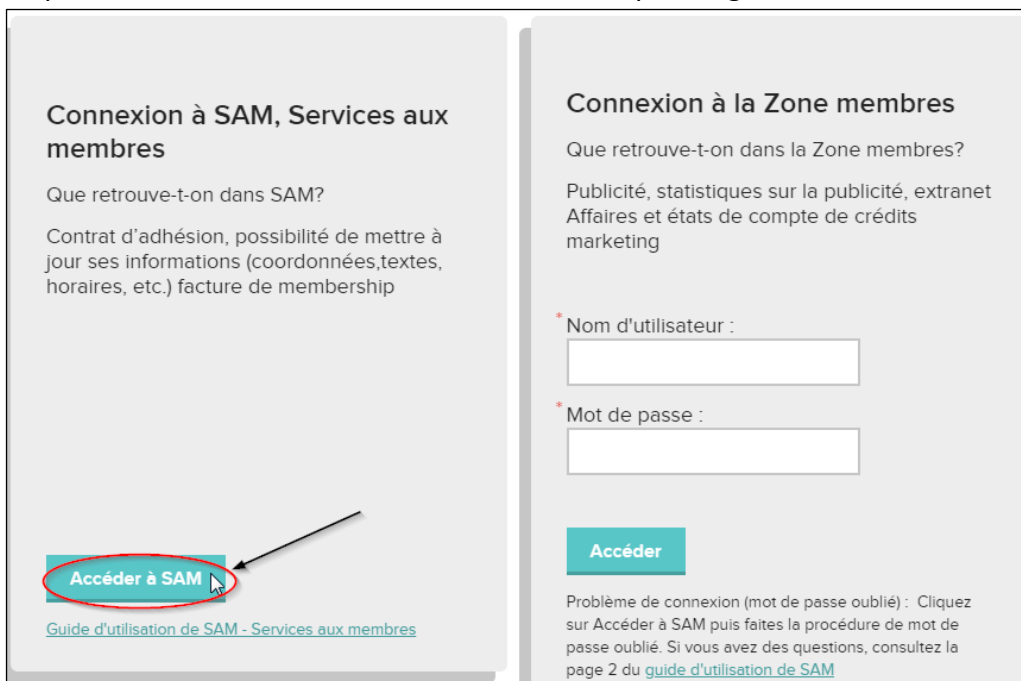 Connexion à SAM, Services aux
membres
Que retrouve-t-on dans SAM?
Contrat d'adhésion, possibilité de mettre à
jour ses informations (coordonnées,textes,
horaires, etc.) facture de membership
Accéder à SAM
Guide d'utilisation de SAM - Services aux membres
Connexion à la Zone membres
Que retrouve-t-on dans la Zone membres?
Publicité, statistiques sur la publicité, extranet
Affaires et états de compte de crédits
marketing
* Nom d'utilisateur :
* Mot de passe :
Accéder
Problème de connexion (mot de passe oublié) : Cliquez
sur Accéder à SAM puis faites la procédure de mot de
passe oublié. Si vous avez des questions, consultez la
page 2 du guide d'utilisation de SAM